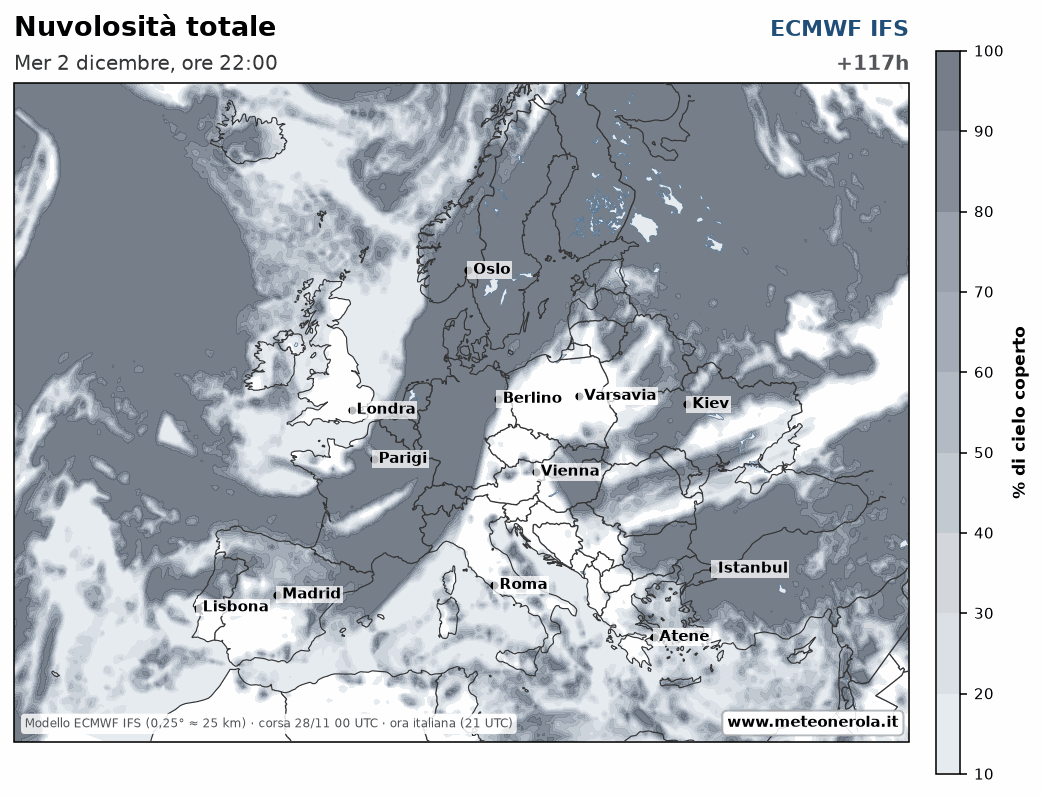 Nuvolosità totale
ECMWF IFS
Mer 2 dicembre, ore 22:00
+117h
Oslo
Londra
Berlino
Varsavia
Kiev
Parigi
Vienna
Istanbul
Roma
Madrid
Lisbona
Atene
Modello ECMWF IFS (0,25° ≈ 25 km) · corsa 28/11 00 UTC · ora italiana (21 UTC)
www.meteonerola.it
100
90
80
70
60
50
40
30
20
10
% di cielo coperto